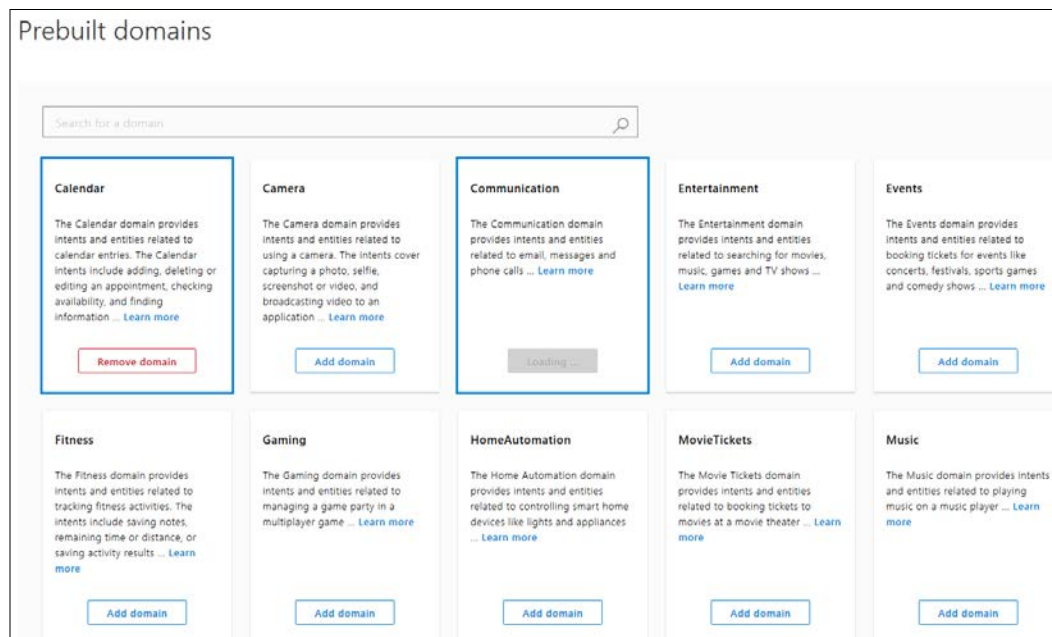 Prebuilt domains
Search for a domain
Calendar
The Calendar domain provides
intents and entities related to
calendar entries. The Calendar
intents include adding, deleting or
editing an appointment, checking
availability, and finding
information ... Learn more
Remove domain
Camera
The Camera domain provides
intents and entities related to
using a camera. The intents cover
capturing a photo, selfie,
screenshot or video, and
broadcasting video to an
application ... Learn more
Add domain
Communication
The Communication domain
provides intents and entities
related to email, messages and
phone calls ... Learn more
Loading ...
Entertainment
The Entertainment domain
provides intents and entities
related to searching for movies,
music, games and TV shows ...
Learn more
Add domain
Events
The Events domain provides
intents and entities related to
booking tickets for events like
concerts, festivals, sports games
and comedy shows ... Learn more
Add domain
Fitness
The Fitness domain provides
intents and entities related to
tracking fitness activities. The
intents include saving notes,
remaining time or distance, or
saving activity results ... Learn
more
Add domain
Gaming
The Gaming domain provides
intents and entities related to
managing a game party in a
multiplayer game ... Learn more
Add domain
HomeAutomation
The Home Automation domain
provides intents and entities
related to controlling smart home
devices like lights and appliances
... Learn more
Add domain
MovieTickets
The Movie Tickets domain
provides intents and entities
related to booking tickets to
movies at a movie theater ... Learn
more
Add domain
Music
The Music domain provides intents
and entities related to playing
music on a music player ... Learn
more
Add domain